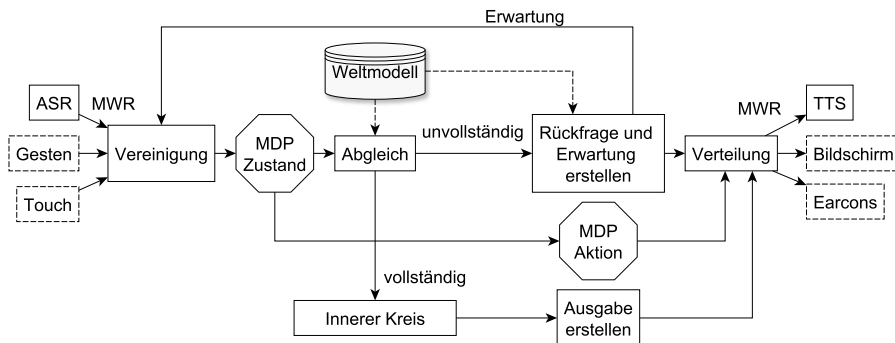 Erwartung
Weltmodell
ASR
MWR
Gesten
Touch
Vereinigung
MDP
Zustand
Abgleich
unvollständig
Rückfrage und
Erwartung
erstellen
Verteilung
MWR
TTS
Bildschirm
Earcons
MDP
Aktion
vollständig
Innerer Kreis
Ausgabe
erstellen